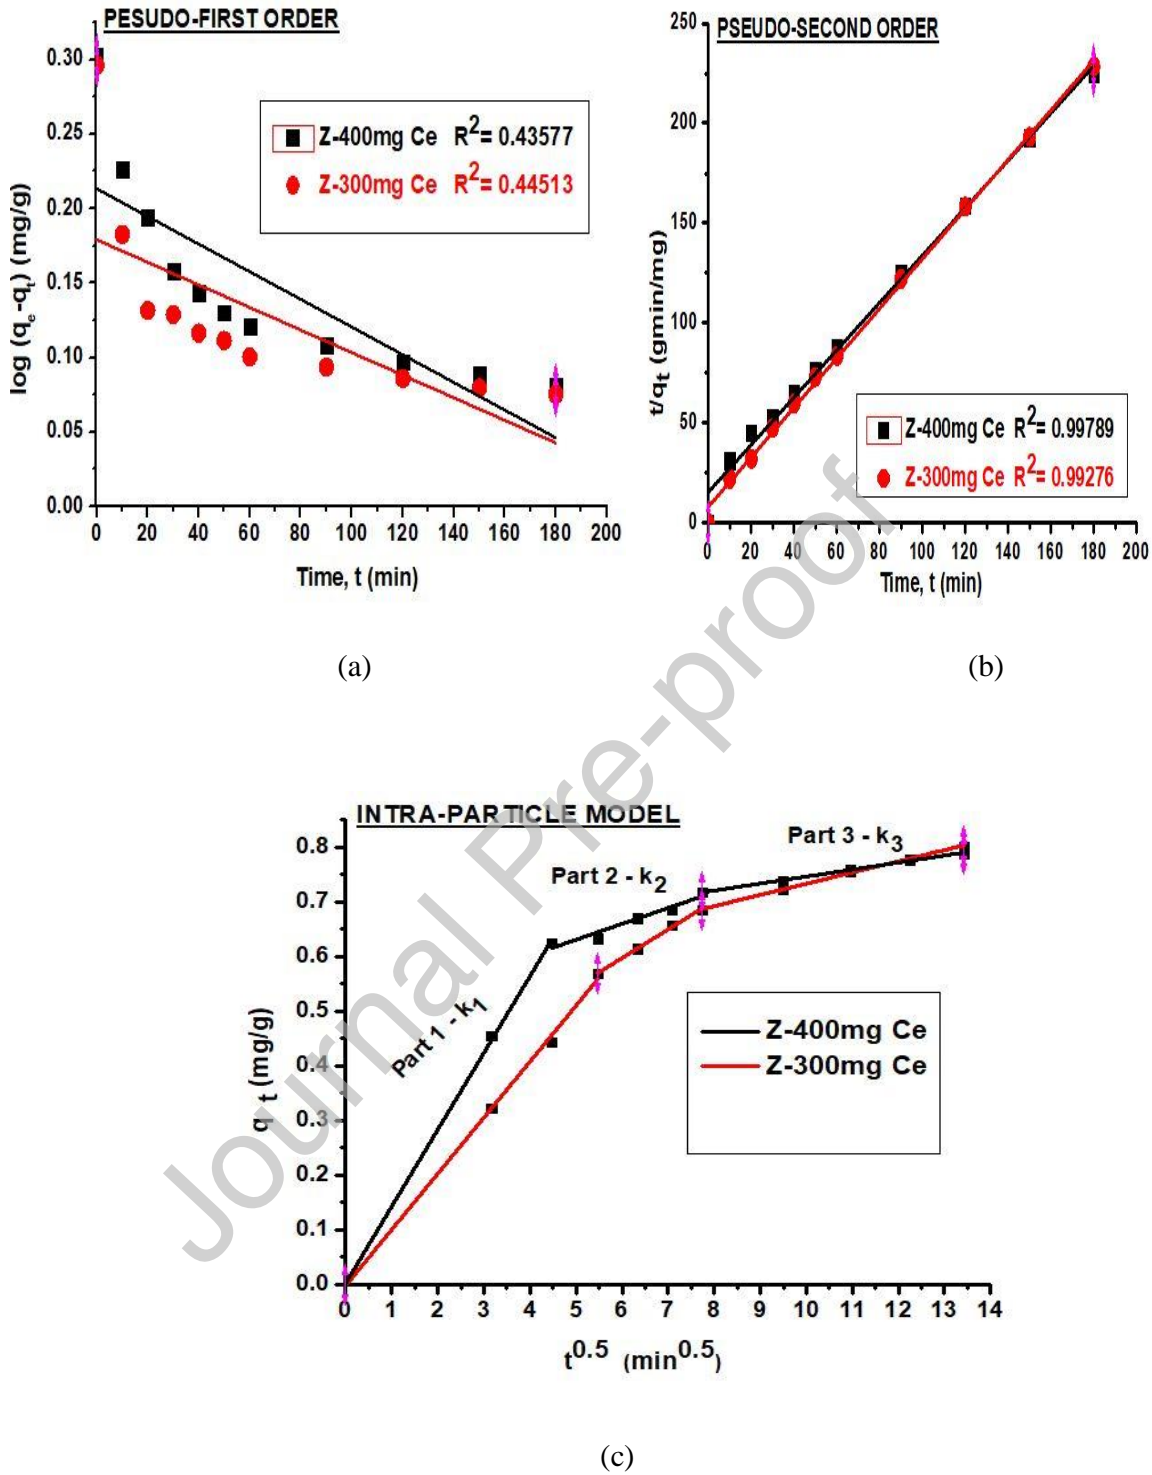 PESUDO-FIRST ORDER
0.30
0.25
0.20
0.15
0.10
0.05
0.00
log (qe -qt) (mg/g)
Z-400mg Ce R2= 0.43577
Z-300mg Ce R2= 0.44513
0 20 40 60 80 100 120 140 160 180 200
Time, t (min)
(a)
PSEUDO-SECOND ORDER
250
200
150
100
50
0
t/qt (gmin/mg)
Z-400mg Ce R2= 0.99789
Z-300mg Ce R2= 0.99276
0 20 40 60 80 100 120 140 160 180 200
Time, t (min)
(b)
INTRA-PARTICLE MODEL
0.8
0.7
0.6
0.5
0.4
0.3
0.2
0.1
0.0
q t (mg/g)
Part 1 - k1
Part 2 - k2
Part 3 - k3
Z-400mg Ce
Z-300mg Ce
0 1 2 3 4 5 6 7 8 9 10 11 12 13 14
t0.5 (min0.5)
(c)
Journal Pre-proof